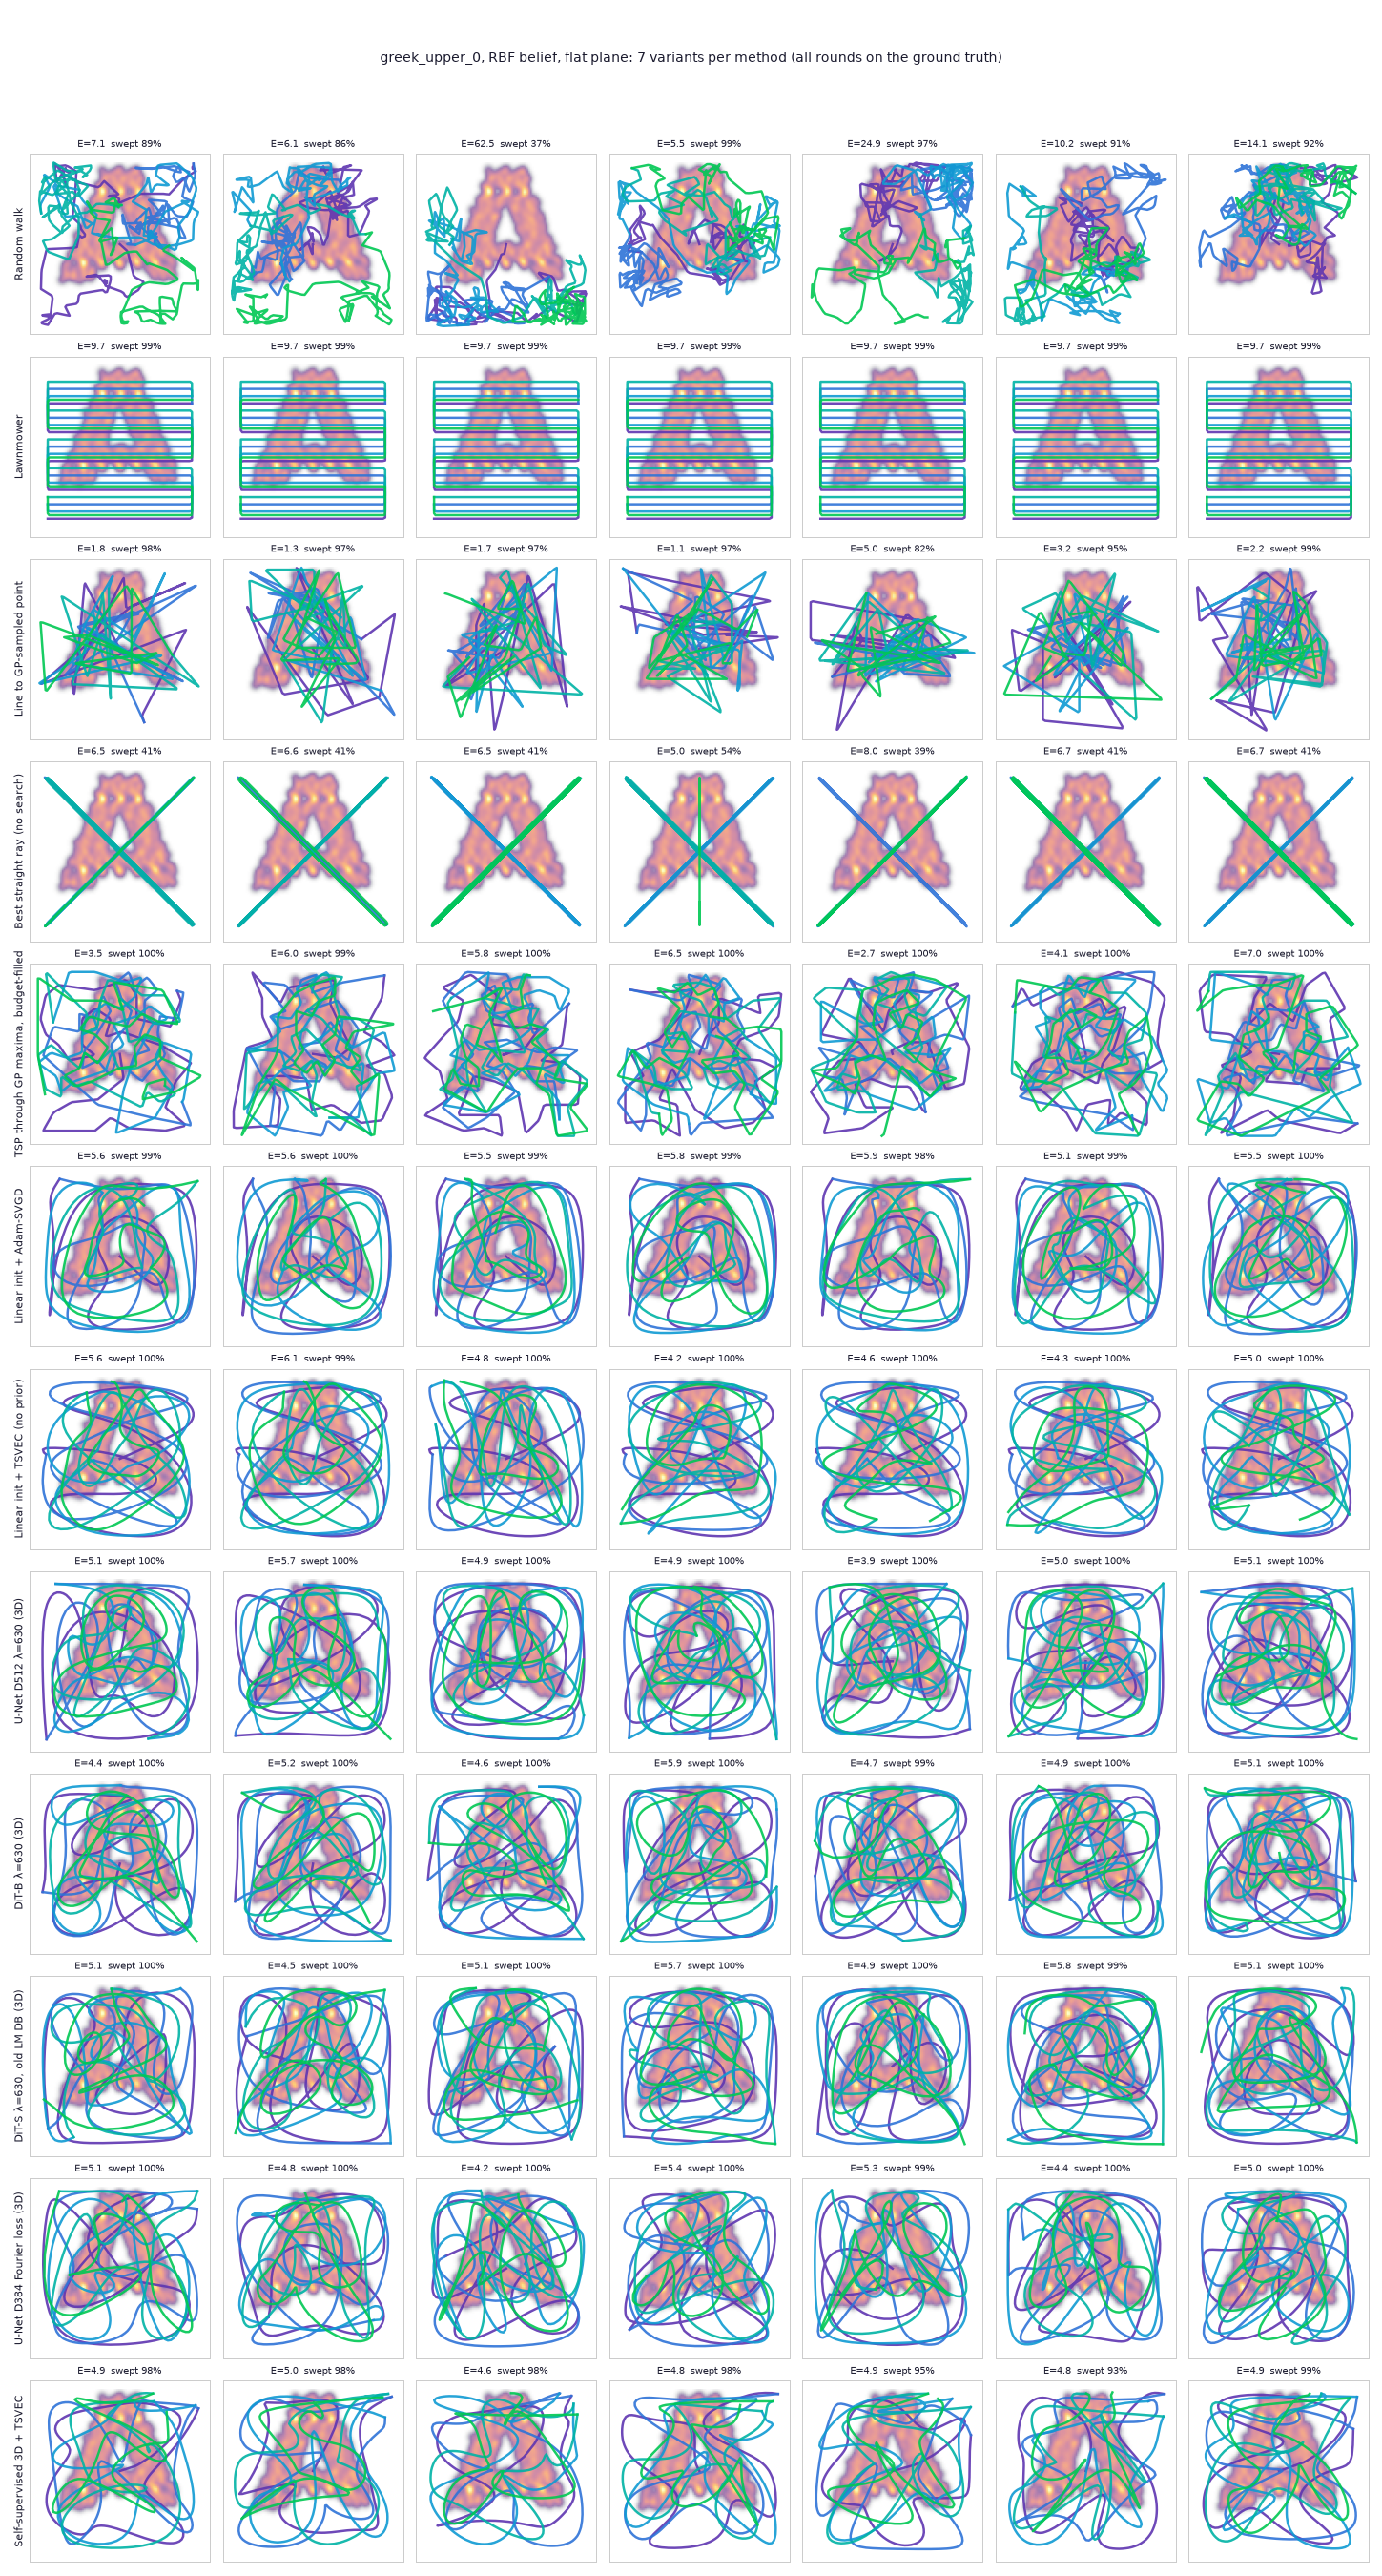 greek_upper_0, RBF belief, flat plane: 7 variants per method (all rounds on the ground truth)
Random walk
E=7.1 swept 89%
E=6.1 swept 86%
E=62.5 swept 37%
E=5.5 swept 99%
E=24.9 swept 97%
E=10.2 swept 91%
E=14.1 swept 92%
Lawnmower
E=9.7 swept 99%
E=9.7 swept 99%
E=9.7 swept 99%
E=9.7 swept 99%
E=9.7 swept 99%
E=9.7 swept 99%
E=9.7 swept 99%
Line to GP-sampled point
E=1.8 swept 98%
E=1.3 swept 97%
E=1.7 swept 97%
E=1.1 swept 97%
E=5.0 swept 82%
E=3.2 swept 95%
E=2.2 swept 99%
Best straight ray (no search)
E=6.5 swept 41%
E=6.6 swept 41%
E=6.5 swept 41%
E=5.0 swept 54%
E=8.0 swept 39%
E=6.7 swept 41%
E=6.7 swept 41%
TSP through GP maxima, budget-filled
E=3.5 swept 100%
E=6.0 swept 99%
E=5.8 swept 100%
E=6.5 swept 100%
E=2.7 swept 100%
E=4.1 swept 100%
E=7.0 swept 100%
Linear init + Adam-SVGD
E=5.6 swept 99%
E=5.6 swept 100%
E=5.5 swept 99%
E=5.8 swept 99%
E=5.9 swept 98%
E=5.1 swept 99%
E=5.5 swept 100%
Linear init + TSVEC (no prior)
E=5.6 swept 100%
E=6.1 swept 99%
E=4.8 swept 100%
E=4.2 swept 100%
E=4.6 swept 100%
E=4.3 swept 100%
E=5.0 swept 100%
U-Net D512 λ=630 (3D)
E=5.1 swept 100%
E=5.7 swept 100%
E=4.9 swept 100%
E=4.9 swept 100%
E=3.9 swept 100%
E=5.0 swept 100%
E=5.1 swept 100%
DiT-B λ=630 (3D)
E=4.4 swept 100%
E=5.2 swept 100%
E=4.6 swept 100%
E=5.9 swept 100%
E=4.7 swept 99%
E=4.9 swept 100%
E=5.1 swept 100%
DiT-S λ=630, old LM DB (3D)
E=5.1 swept 100%
E=4.5 swept 100%
E=5.1 swept 100%
E=5.7 swept 100%
E=4.9 swept 100%
E=5.8 swept 99%
E=5.1 swept 100%
U-Net D384 Fourier loss (3D)
E=5.1 swept 100%
E=4.8 swept 100%
E=4.2 swept 100%
E=5.4 swept 100%
E=5.3 swept 99%
E=4.4 swept 100%
E=5.0 swept 100%
Self-supervised 3D + TSVEC
E=4.9 swept 98%
E=5.0 swept 98%
E=4.6 swept 98%
E=4.8 swept 98%
E=4.9 swept 95%
E=4.8 swept 93%
E=4.9 swept 99%